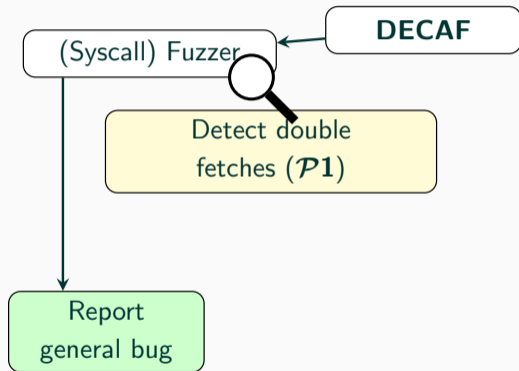 DECAF
(Syscall) Fuzzer
Detect double
fetches (𝓟1)
Report
general bug